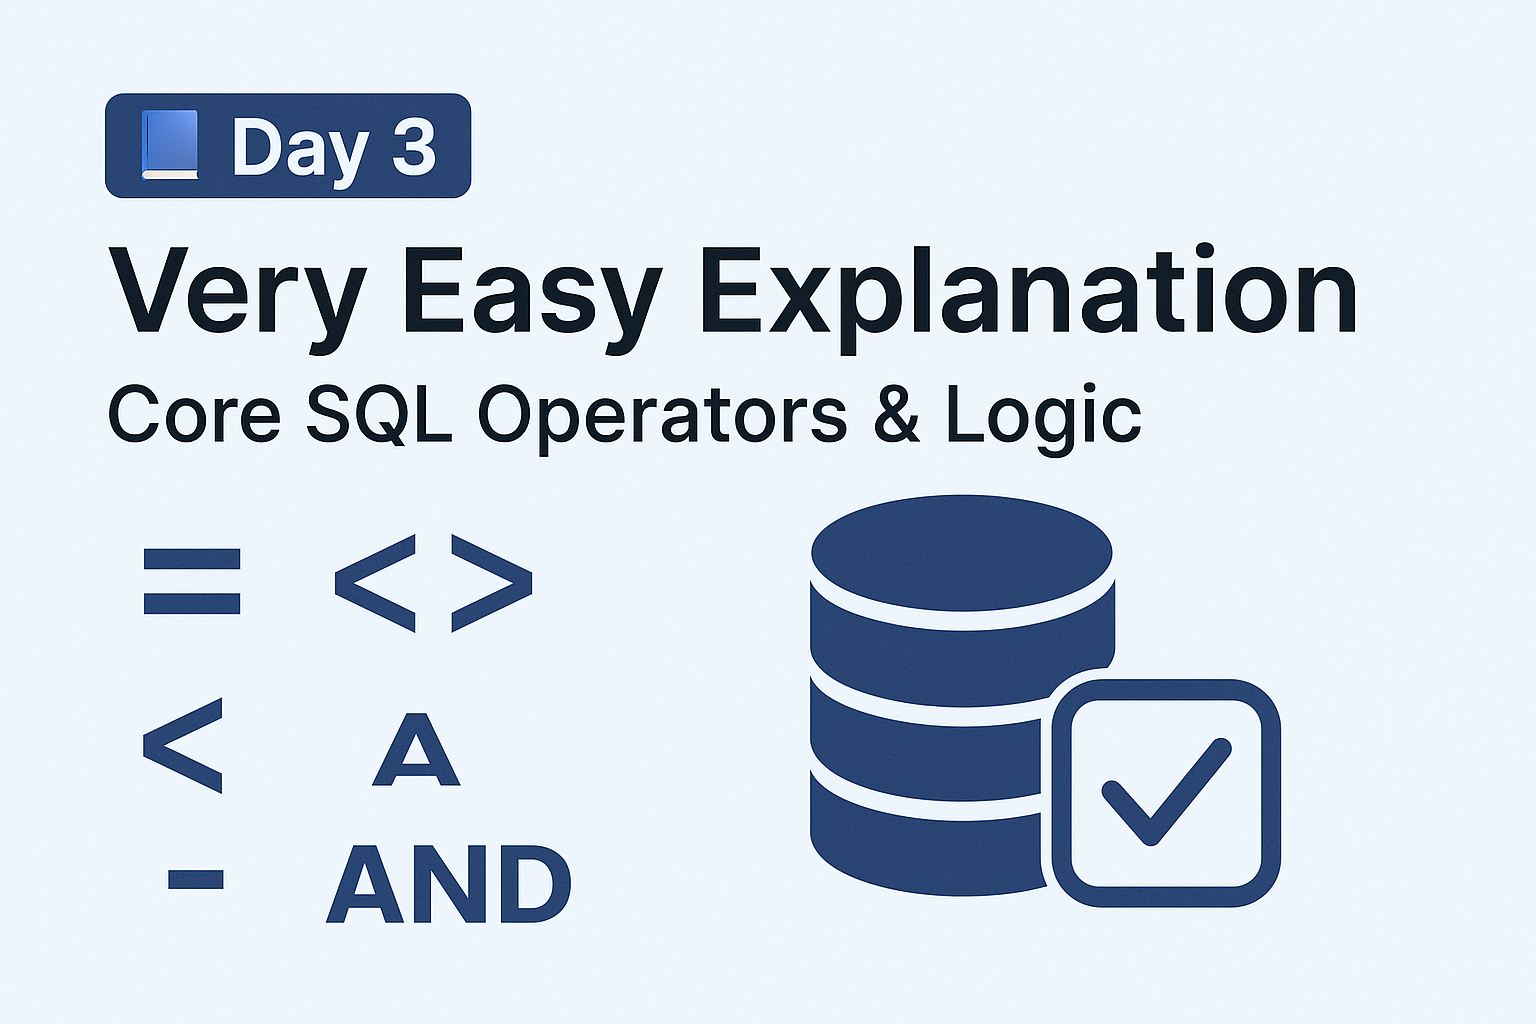 Day 3
Very Easy Explanation
Core SQL Operators & Logic
= <>
< A
- AND